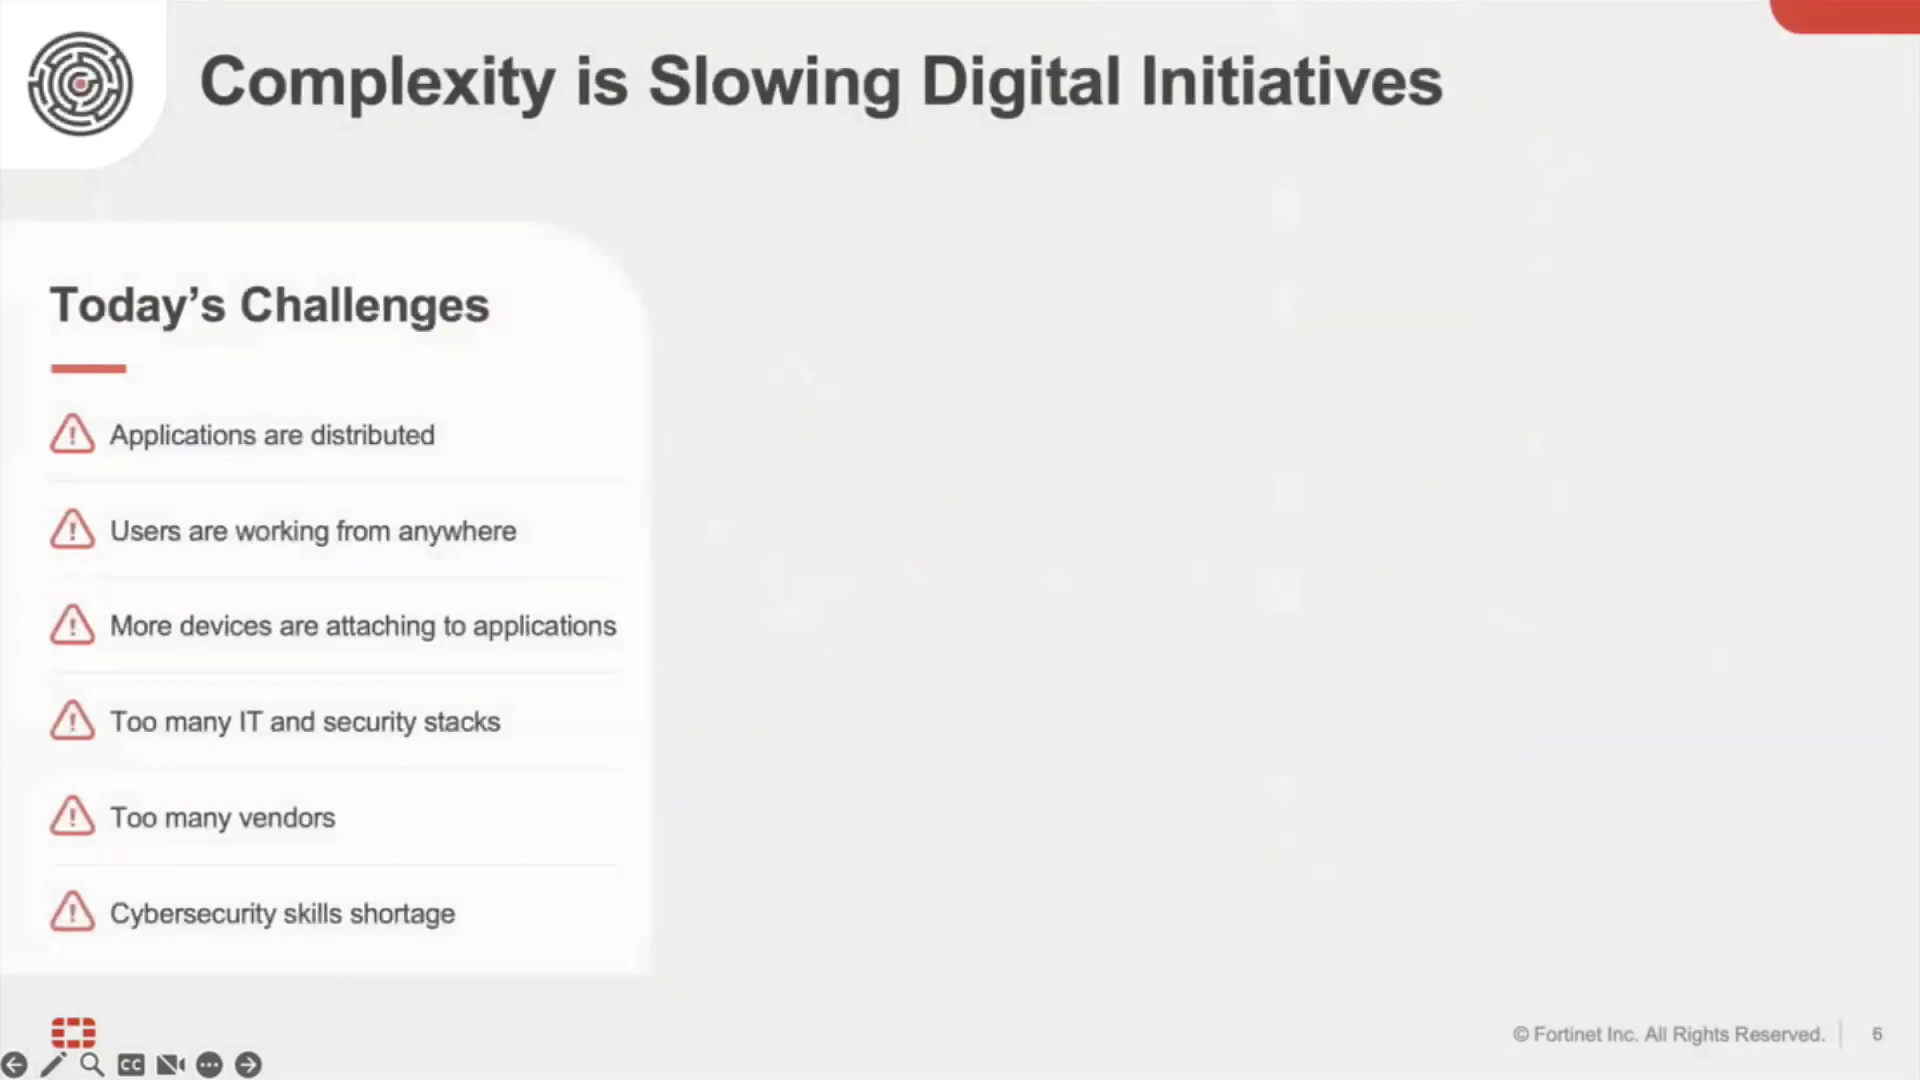 Complexity is Slowing Digital Initiatives
Today’s Challenges
Applications are distributed
Users are working from anywhere
More devices are attaching to applications
Too many IT and security stacks
Too many vendors
Cybersecurity skills shortage
© Fortinet Inc. All Rights Reserved.
6
CC